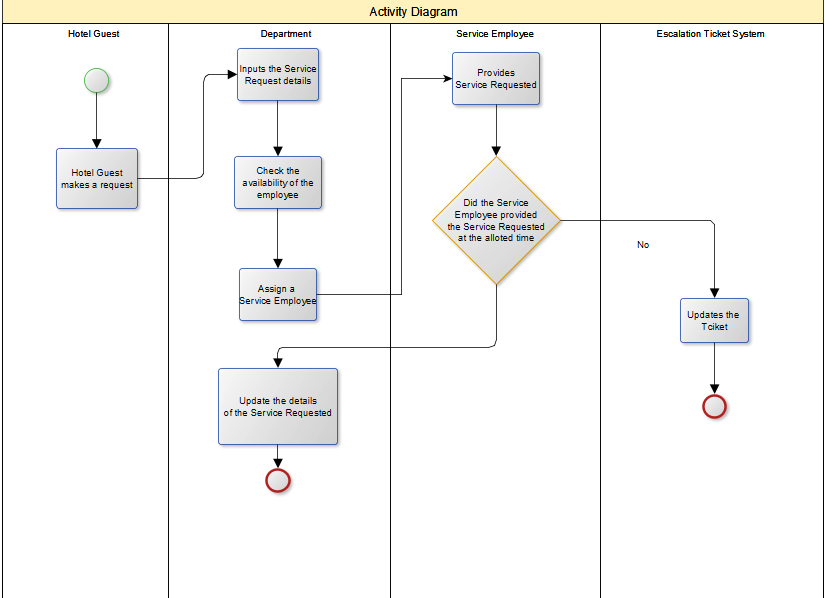 Activity Diagram
Hotel Guest
Department
Service Employee
Escalation Ticket System
Inputs the Service
Request details
Provides
Service Requested
Hotel Guest
makes a request
Check the
availability of the
employee
Did the Service
Employee provided
the Service Requested
at the alloted time
No
Assign a
Service Employee
Updates the
Tciket
Update the details
of the Service Requested